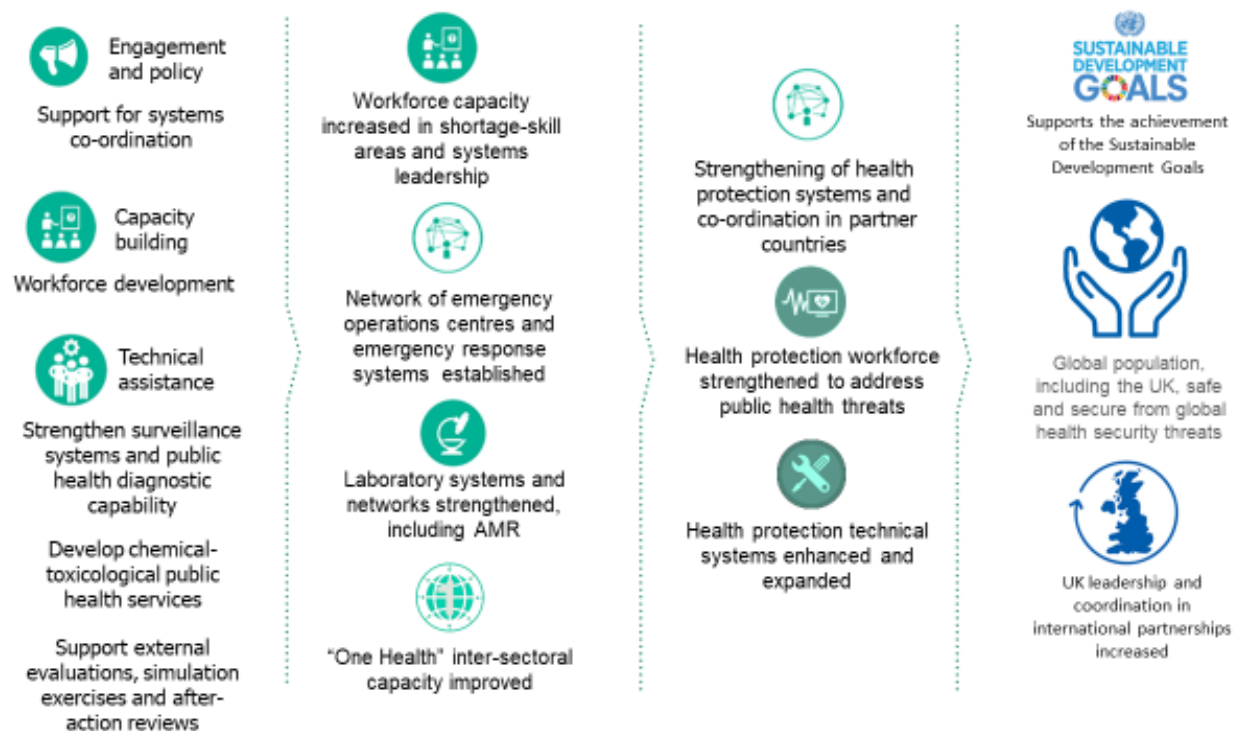 Engagement
and policy
Support for systems
co-ordination
Capacity
building
Workforce development
Technical
assistance
Strengthen surveillance
systems and public
health diagnostic
capability
Develop chemical-
toxicological public
health services
Support external
evaluations, simulation
exercises and after-
action reviews
Workforce capacity
increased in shortage-skill
areas and systems
leadership
Network of emergency
operations centres and
emergency response
systems established
Laboratory systems and
networks strengthened,
including AMR
“One Health” inter-sectoral
capacity improved
Strengthening of health
protection systems and
co-ordination in partner
countries
Health protection workforce
strengthened to address
public health threats
Health protection technical
systems enhanced and
expanded
SUSTAINABLE
DEVELOPMENT
GOALS
Supports the achievement
of the Sustainable
Development Goals
Global population,
including the UK, safe
and secure from global
health security threats
UK leadership and
coordination in
international partnerships
increased